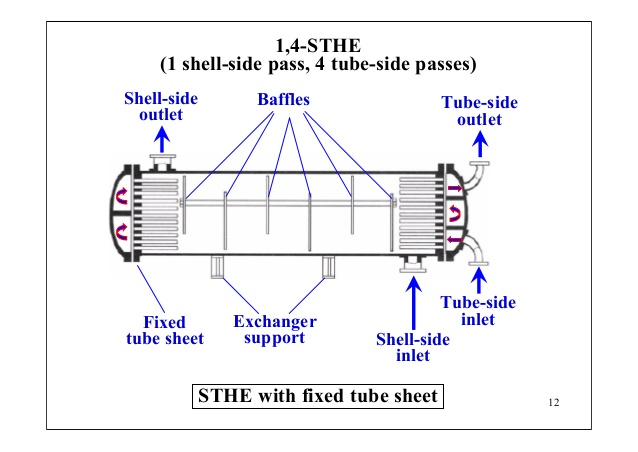 1,4-STHE
(1 shell-side pass, 4 tube-side passes)
Shell-side
outlet
Baffles
Tube-side
outlet
Tube-side
inlet
Fixed
tube sheet
Exchanger
support
Shell-side
inlet
STHE with fixed tube sheet
12